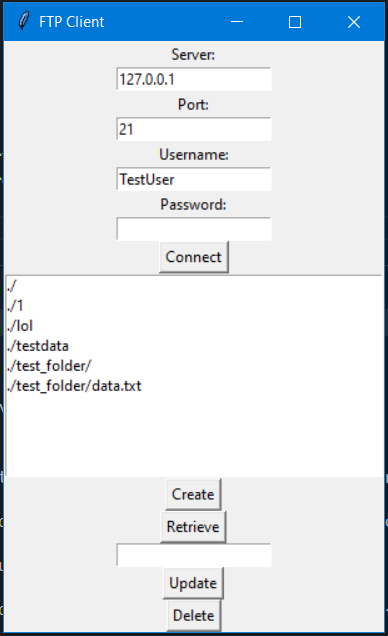 FTP Client
Server:
127.0.0.1
Port:
21
Username:
TestUser
Password:
Connect
./
./1
./lol
./testdata
./test_folder/
./test_folder/data.txt
Create
Retrieve
Update
Delete